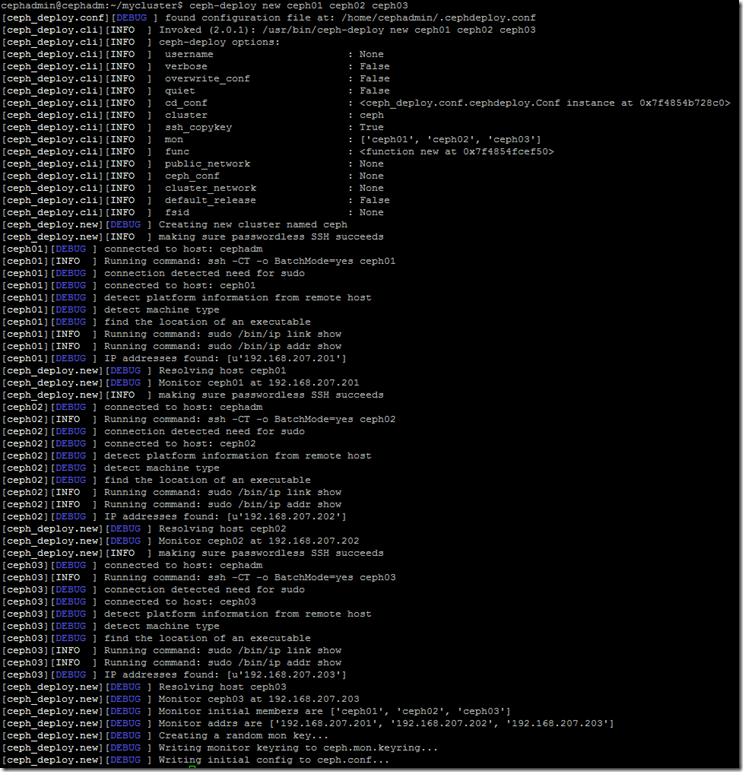 cephadmin@cephadm:~/mycluster$ ceph-deploy new ceph01 ceph02 ceph03
[ceph_deploy.conf][DEBUG ] found configuration file at: /home/cephadmin/.cephdeploy.conf
[ceph_deploy.cli][INFO  ] Invoked (2.0.1): /usr/bin/ceph-deploy new ceph01 ceph02 ceph03
[ceph_deploy.cli][INFO  ] ceph-deploy options:
[ceph_deploy.cli][INFO  ]  username                      : None
[ceph_deploy.cli][INFO  ]  verbose                       : False
[ceph_deploy.cli][INFO  ]  overwrite_conf                : False
[ceph_deploy.cli][INFO  ]  quiet                         : False
[ceph_deploy.cli][INFO  ]  cd_conf                       : <ceph_deploy.conf.cephdeploy.Conf instance at 0x7f4854b728c0>
[ceph_deploy.cli][INFO  ]  cluster                       : ceph
[ceph_deploy.cli][INFO  ]  ssh_copykey                   : True
[ceph_deploy.cli][INFO  ]  mon                           : ['ceph01', 'ceph02', 'ceph03']
[ceph_deploy.cli][INFO  ]  func                          : <function new at 0x7f4854fcef50>
[ceph_deploy.cli][INFO  ]  public_network                : None
[ceph_deploy.cli][INFO  ]  ceph_conf                     : None
[ceph_deploy.cli][INFO  ]  cluster_network               : None
[ceph_deploy.cli][INFO  ]  default_release               : False
[ceph_deploy.cli][INFO  ]  fsid                          : None
[ceph_deploy.new][DEBUG ] Creating new cluster named ceph
[ceph_deploy.new][INFO  ] making sure passwordless SSH succeeds
[ceph01][DEBUG ] connected to host: cephadm
[ceph01][INFO  ] Running command: ssh -CT -o BatchMode=yes ceph01
[ceph01][DEBUG ] connection detected need for sudo
[ceph01][DEBUG ] connected to host: ceph01
[ceph01][DEBUG ] detect platform information from remote host
[ceph01][DEBUG ] detect machine type
[ceph01][DEBUG ] find the location of an executable
[ceph01][INFO  ] Running command: sudo /bin/ip link show
[ceph01][INFO  ] Running command: sudo /bin/ip addr show
[ceph01][DEBUG ] IP addresses found: [u'192.168.207.201']
[ceph_deploy.new][DEBUG ] Resolving host ceph01
[ceph_deploy.new][DEBUG ] Monitor ceph01 at 192.168.207.201
[ceph_deploy.new][INFO  ] making sure passwordless SSH succeeds
[ceph02][DEBUG ] connected to host: cephadm
[ceph02][INFO  ] Running command: ssh -CT -o BatchMode=yes ceph02
[ceph02][DEBUG ] connection detected need for sudo
[ceph02][DEBUG ] connected to host: ceph02
[ceph02][DEBUG ] detect platform information from remote host
[ceph02][DEBUG ] detect machine type
[ceph02][DEBUG ] find the location of an executable
[ceph02][INFO  ] Running command: sudo /bin/ip link show
[ceph02][INFO  ] Running command: sudo /bin/ip addr show
[ceph02][DEBUG ] IP addresses found: [u'192.168.207.202']
[ceph_deploy.new][DEBUG ] Resolving host ceph02
[ceph_deploy.new][DEBUG ] Monitor ceph02 at 192.168.207.202
[ceph_deploy.new][INFO  ] making sure passwordless SSH succeeds
[ceph03][DEBUG ] connected to host: cephadm
[ceph03][INFO  ] Running command: ssh -CT -o BatchMode=yes ceph03
[ceph03][DEBUG ] connection detected need for sudo
[ceph03][DEBUG ] connected to host: ceph03
[ceph03][DEBUG ] detect platform information from remote host
[ceph03][DEBUG ] detect machine type
[ceph03][DEBUG ] find the location of an executable
[ceph03][INFO  ] Running command: sudo /bin/ip link show
[ceph03][INFO  ] Running command: sudo /bin/ip addr show
[ceph03][DEBUG ] IP addresses found: [u'192.168.207.203']
[ceph_deploy.new][DEBUG ] Resolving host ceph03
[ceph_deploy.new][DEBUG ] Monitor ceph03 at 192.168.207.203
[ceph_deploy.new][DEBUG ] Monitor initial members are ['ceph01', 'ceph02', 'ceph03']
[ceph_deploy.new][DEBUG ] Monitor addrs are ['192.168.207.201', '192.168.207.202', '192.168.207.203']
[ceph_deploy.new][DEBUG ] Creating a random mon key...
[ceph_deploy.new][DEBUG ] Writing monitor keyring to ceph.mon.keyring...
[ceph_deploy.new][DEBUG ] Writing initial config to ceph.conf...